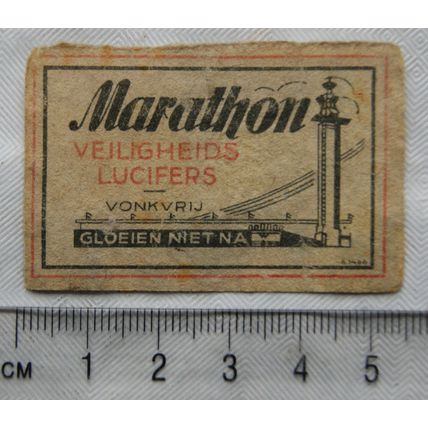 Marathon
VEILIGHEIDS
LUCIFERS
VONKVRIJ
GLOEIEN NIET NA
CM 1 2 3 4 5